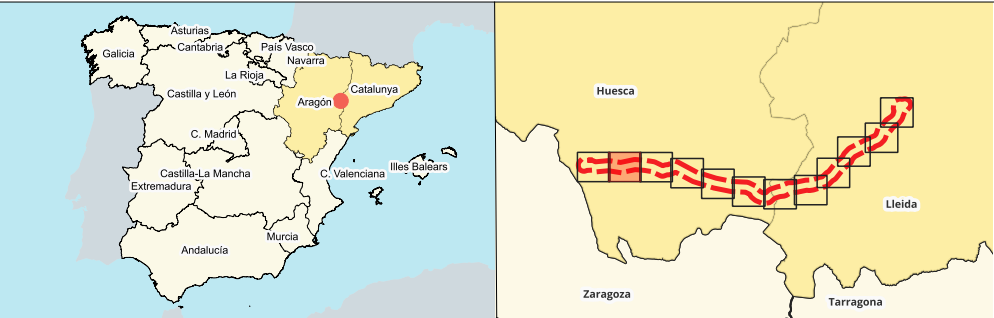 Asturias
Cantabria
País Vasco
Galicia
Navarra
La Rioja
Catalunya
Castilla y León
Aragón
C. Madrid
Castilla-La Mancha
C. Valenciana
Illes Balears
Extremadura
Murcia
Andalucía
Huesca
Lleida
Zaragoza
Tarragona